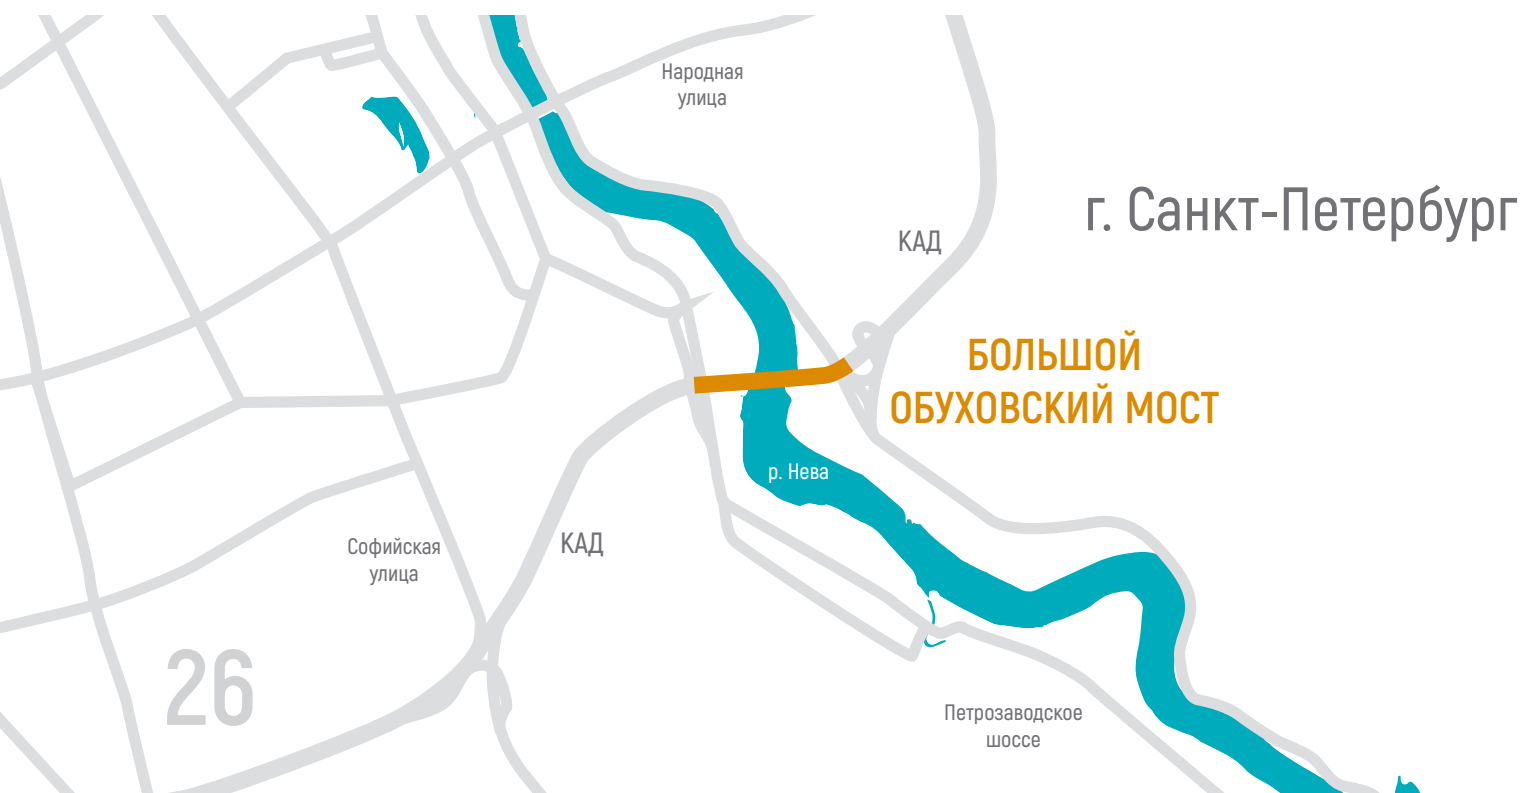 Народная
улица
г. Санкт-Петербург
КАД
БОЛЬШОЙ
ОБУХОВСКИЙ МОСТ
р. Нева
КАД
Софийская
улица
26
Петрозаводское
шоссе